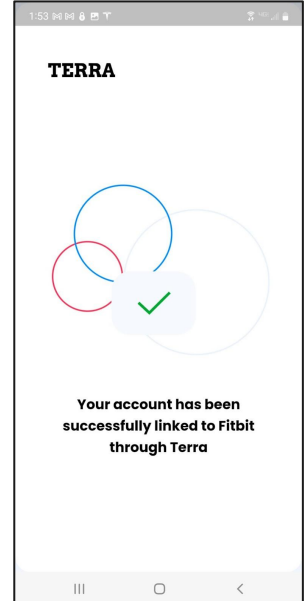 1:53
TERRA
Your account has been
successfully linked to Fitbit
through Terra